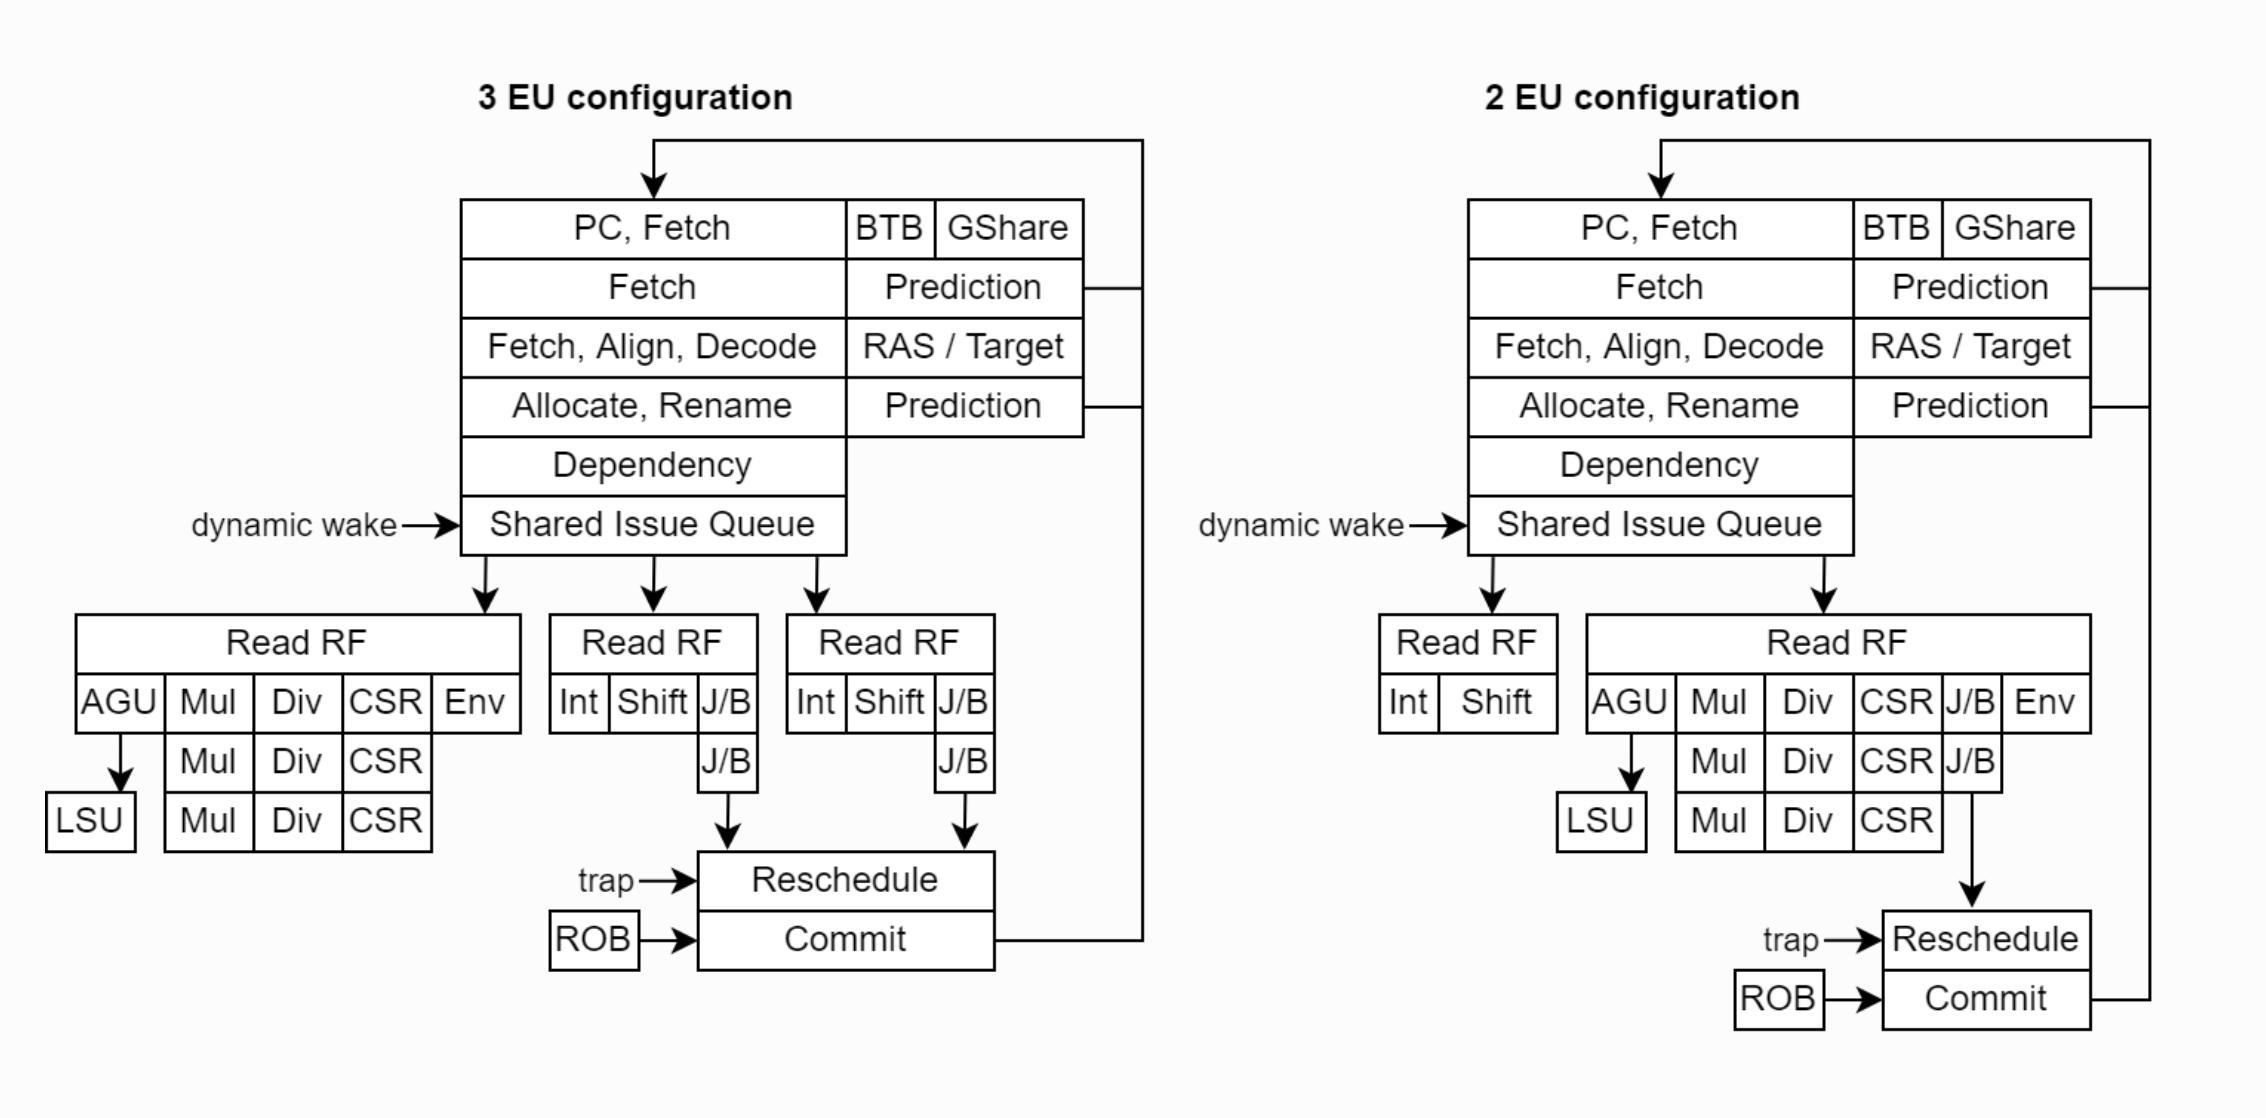 3 EU configuration
PC, Fetch BTB GShare
Fetch Prediction
Fetch, Align, Decode RAS / Target
Allocate, Rename Prediction
Dependency
dynamic wake Shared Issue Queue
Read RF Read RF Read RF
AGU Mul Div CSR Env Int Shift J/B Int Shift J/B
Mul Div CSR J/B J/B
LSU Mul Div CSR
trap Reschedule
ROB Commit
2 EU configuration
PC, Fetch BTB GShare
Fetch Prediction
Fetch, Align, Decode RAS / Target
Allocate, Rename Prediction
Dependency
dynamic wake Shared Issue Queue
Read RF Read RF
Int Shift AGU Mul Div CSR J/B Env
Mul Div CSR J/B
LSU Mul Div CSR
trap Reschedule
ROB Commit